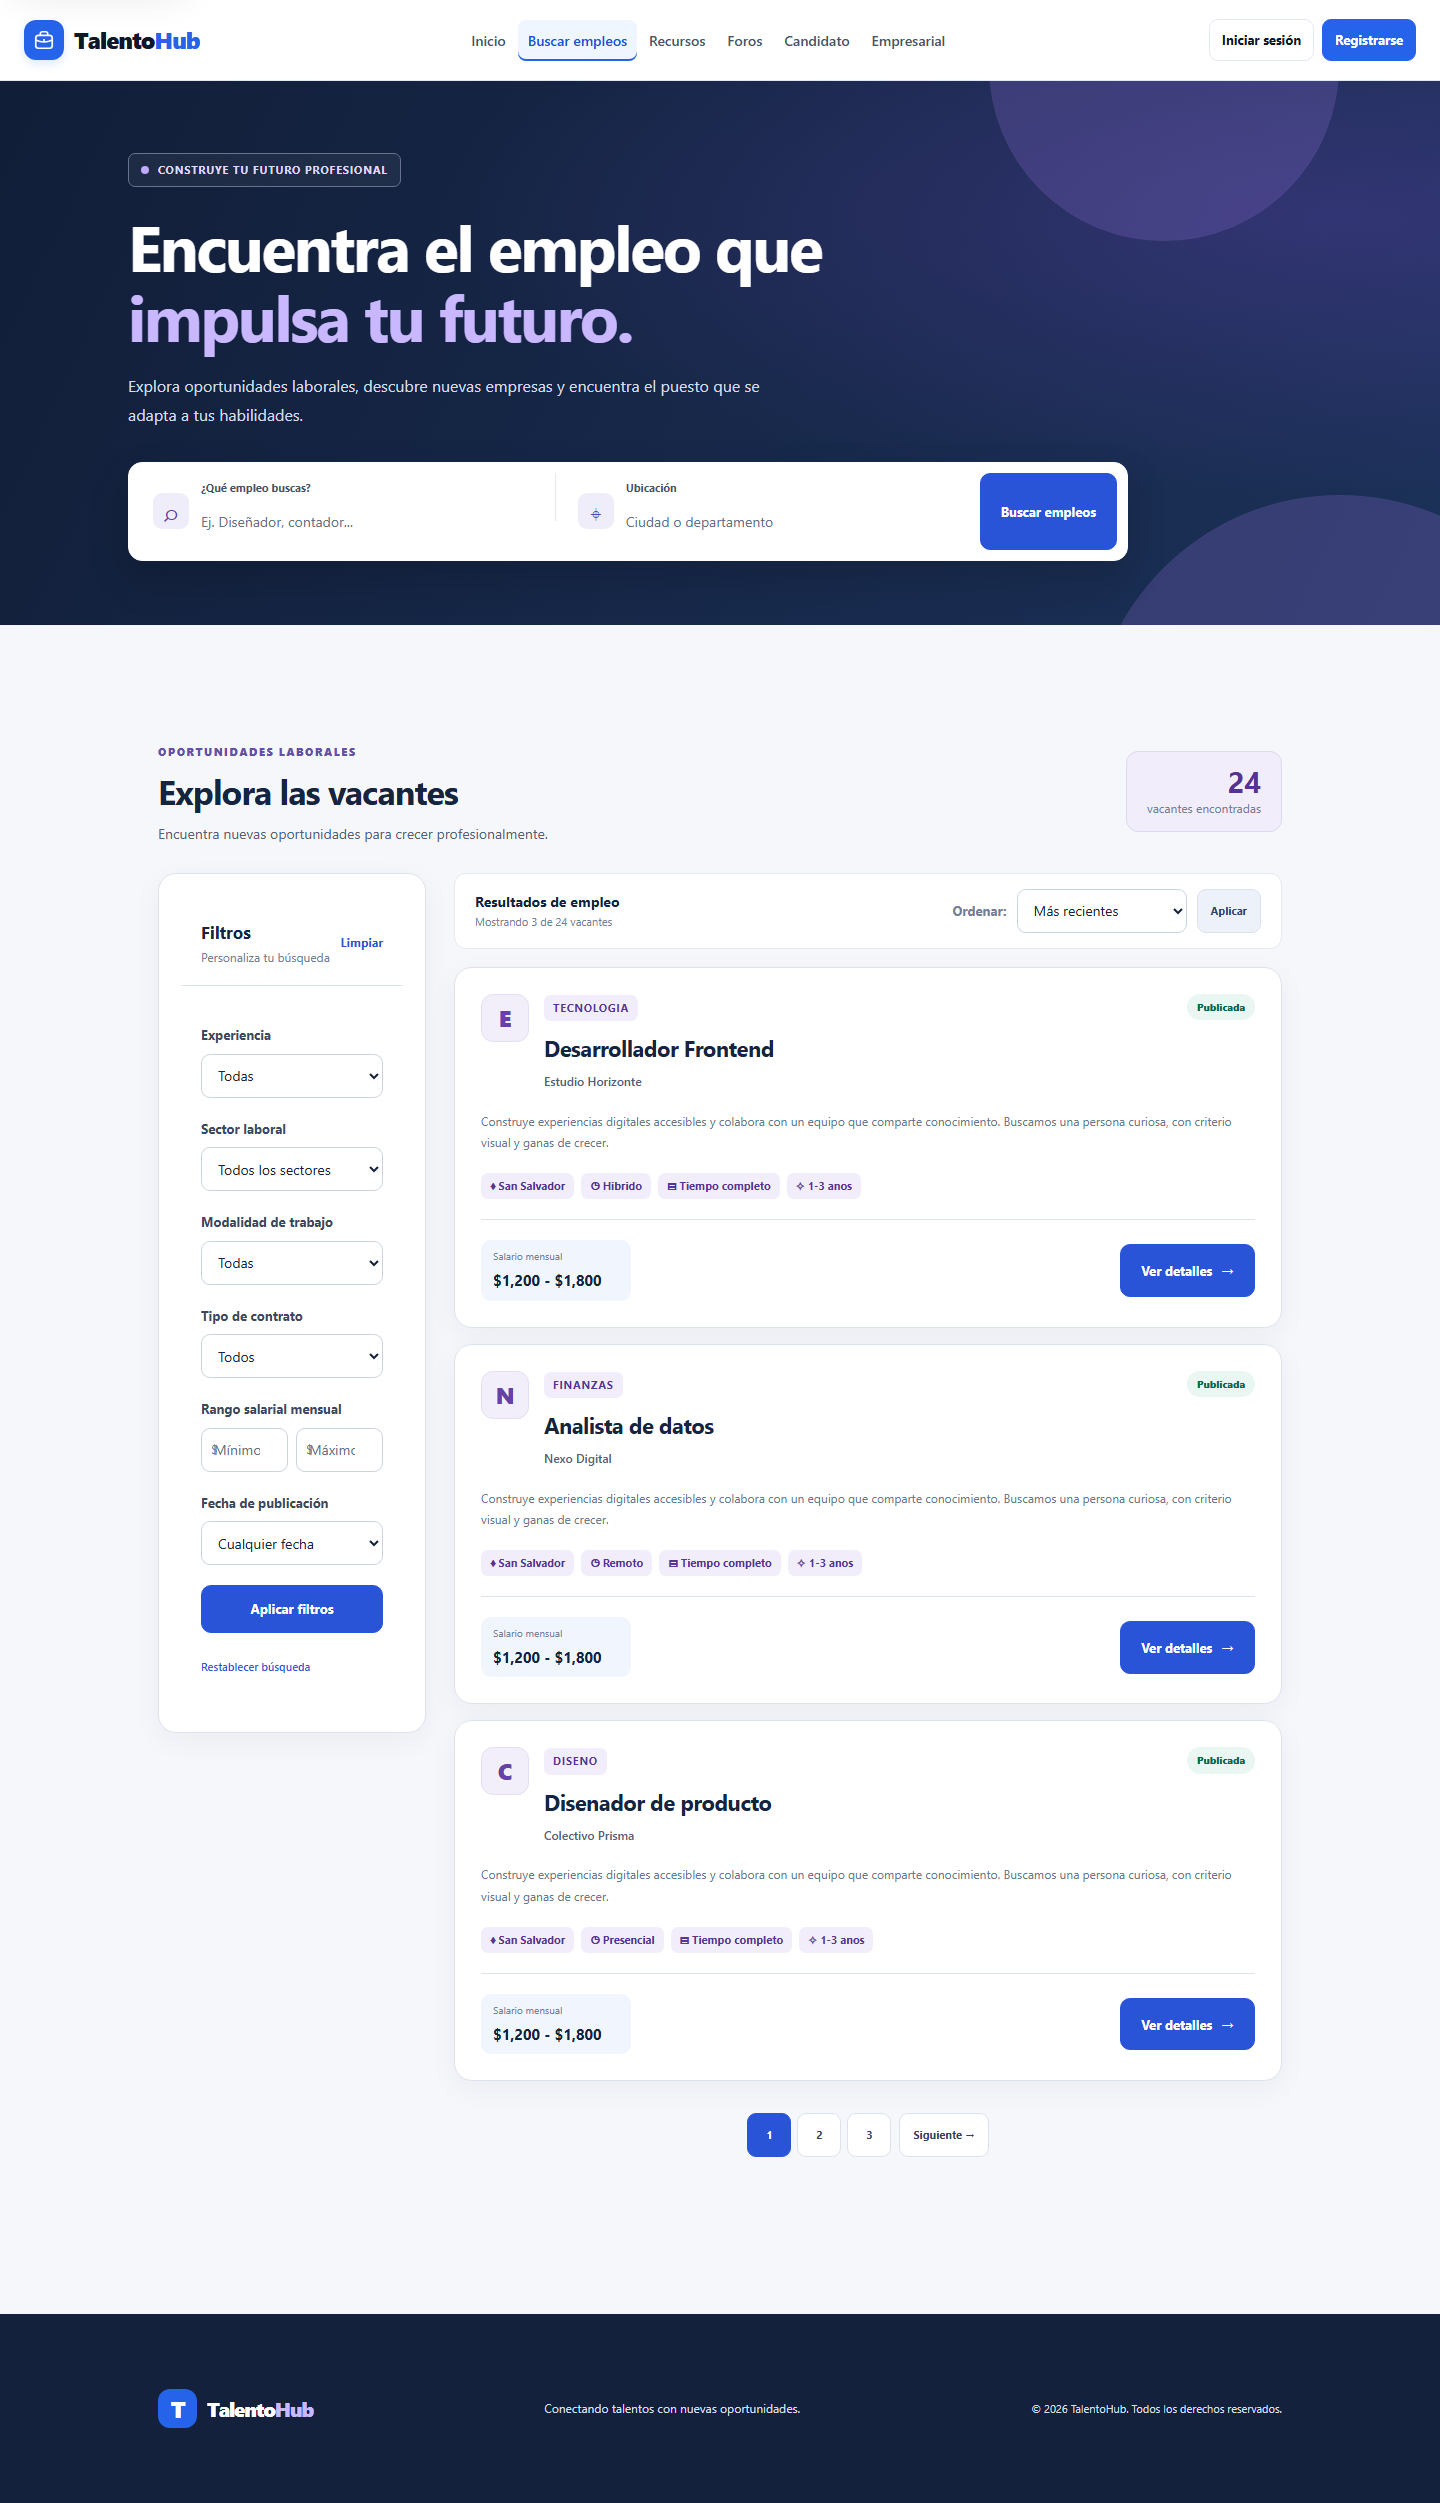 TalentoHub
Inicio
Buscar empleos
Recursos
Foros
Candidato
Empresarial
Iniciar sesión
Registrarse
CONSTRUYE TU FUTURO PROFESIONAL
Encuentra el empleo que
impulsa tu futuro.
Explora oportunidades laborales, descubre nuevas empresas y encuentra el puesto que se
adapta a tus habilidades.
¿Qué empleo buscas?
Ej. Diseñador, contador...
Ubicación
Ciudad o departamento
Buscar empleos
OPORTUNIDADES LABORALES
Explora las vacantes
Encuentra nuevas oportunidades para crecer profesionalmente.
24
vacantes encontradas
Filtros
Personaliza tu búsqueda
Limpiar
Experiencia
Todas
Sector laboral
Todos los sectores
Modalidad de trabajo
Todas
Tipo de contrato
Todos
Rango salarial mensual
$ Mínimo
$ Máximo
Fecha de publicación
Cualquier fecha
Aplicar filtros
Restablecer búsqueda
Resultados de empleo
Mostrando 3 de 24 vacantes
Ordenar:
Más recientes
Aplicar
E
TECNOLOGIA
Publicada
Desarrollador Frontend
Estudio Horizonte
Construye experiencias digitales accesibles y colabora con un equipo que comparte conocimiento. Buscamos una persona curiosa, con criterio
visual y ganas de crecer.
♦ San Salvador
◷ Hibrido
⊟ Tiempo completo
✧ 1-3 anos
Salario mensual
$1,200 - $1,800
Ver detalles →
N
FINANZAS
Publicada
Analista de datos
Nexo Digital
Construye experiencias digitales accesibles y colabora con un equipo que comparte conocimiento. Buscamos una persona curiosa, con criterio
visual y ganas de crecer.
♦ San Salvador
◷ Remoto
⊟ Tiempo completo
✧ 1-3 anos
Salario mensual
$1,200 - $1,800
Ver detalles →
C
DISENO
Publicada
Disenador de producto
Colectivo Prisma
Construye experiencias digitales accesibles y colabora con un equipo que comparte conocimiento. Buscamos una persona curiosa, con criterio
visual y ganas de crecer.
♦ San Salvador
◷ Presencial
⊟ Tiempo completo
✧ 1-3 anos
Salario mensual
$1,200 - $1,800
Ver detalles →
1
2
3
Siguiente →
T
TalentoHub
Conectando talentos con nuevas oportunidades.
© 2026 TalentoHub. Todos los derechos reservados.